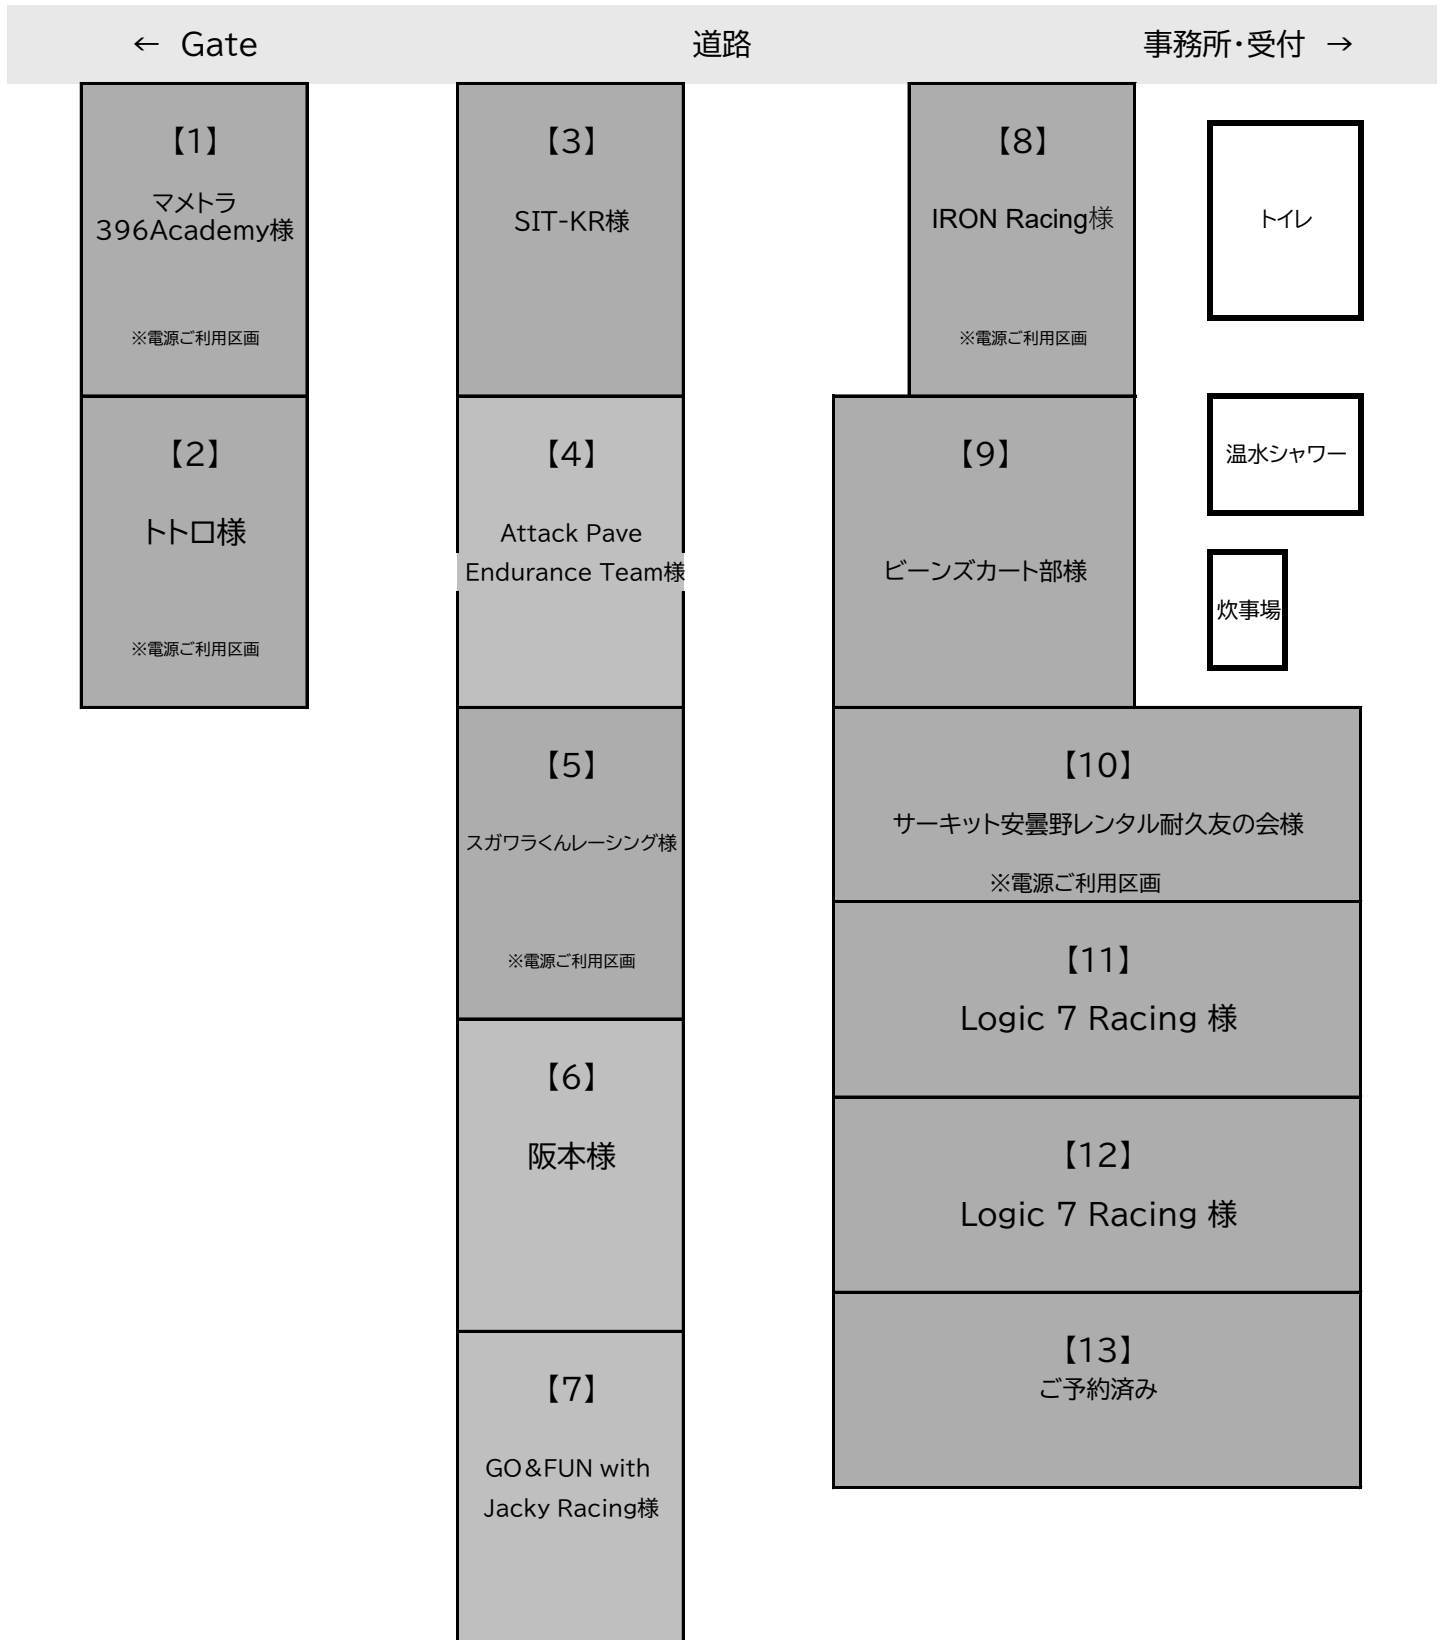 ← Gate 道路 事務所・受付 →
【1】
マメトラ
396Academy様
※電源ご利用区画
【2】
トトロ様
※電源ご利用区画
【3】
SIT-KR様
【4】
Attack Pave
Endurance Team様
【5】
スガワラくんレーシング様
※電源ご利用区画
【6】
阪本様
【7】
GO&FUN with
Jacky Racing様
【8】
IRON Racing様
※電源ご利用区画
【9】
ビーンズカート部様
【10】
サーキット安曇野レンタル耐久友の会様
※電源ご利用区画
【11】
Logic 7 Racing 様
【12】
Logic 7 Racing 様
【13】
ご予約済み
トイレ
温水シャワー
炊事場